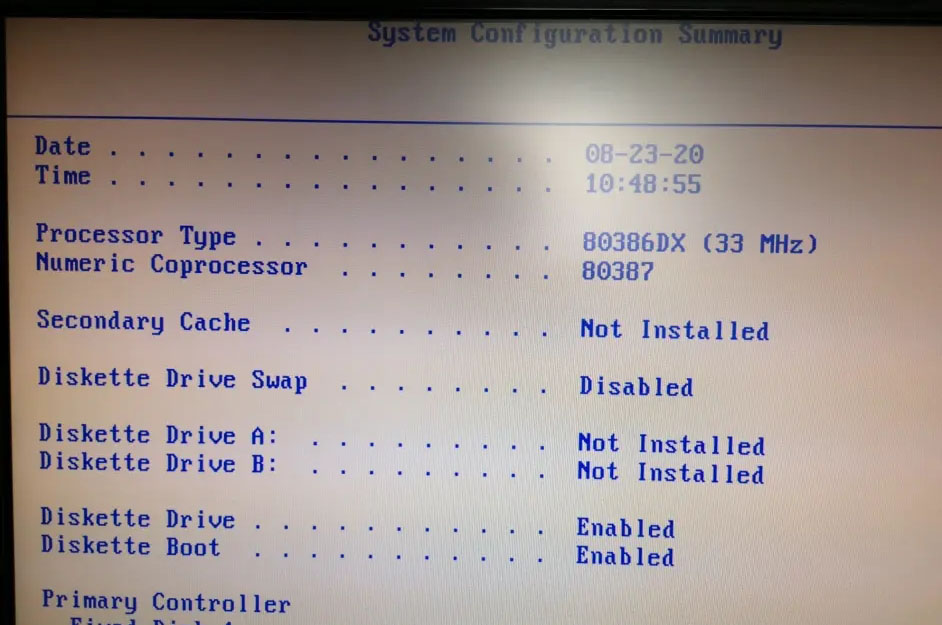 System Configuration Summary
Date . . . . . . . . . . . . . . . . 08-23-20
Time . . . . . . . . . . . . . . . . 10:48:55
Processor Type . . . . . . . . . . . 80386DX (33 MHz)
Numeric Coprocessor . . . . . . . . 80387
Secondary Cache . . . . . . . . . . Not Installed
Diskette Drive Swap . . . . . . . . Disabled
Diskette Drive A: . . . . . . . . . Not Installed
Diskette Drive B: . . . . . . . . . Not Installed
Diskette Drive . . . . . . . . . . . Enabled
Diskette Boot . . . . . . . . . . . Enabled
Primary Controller